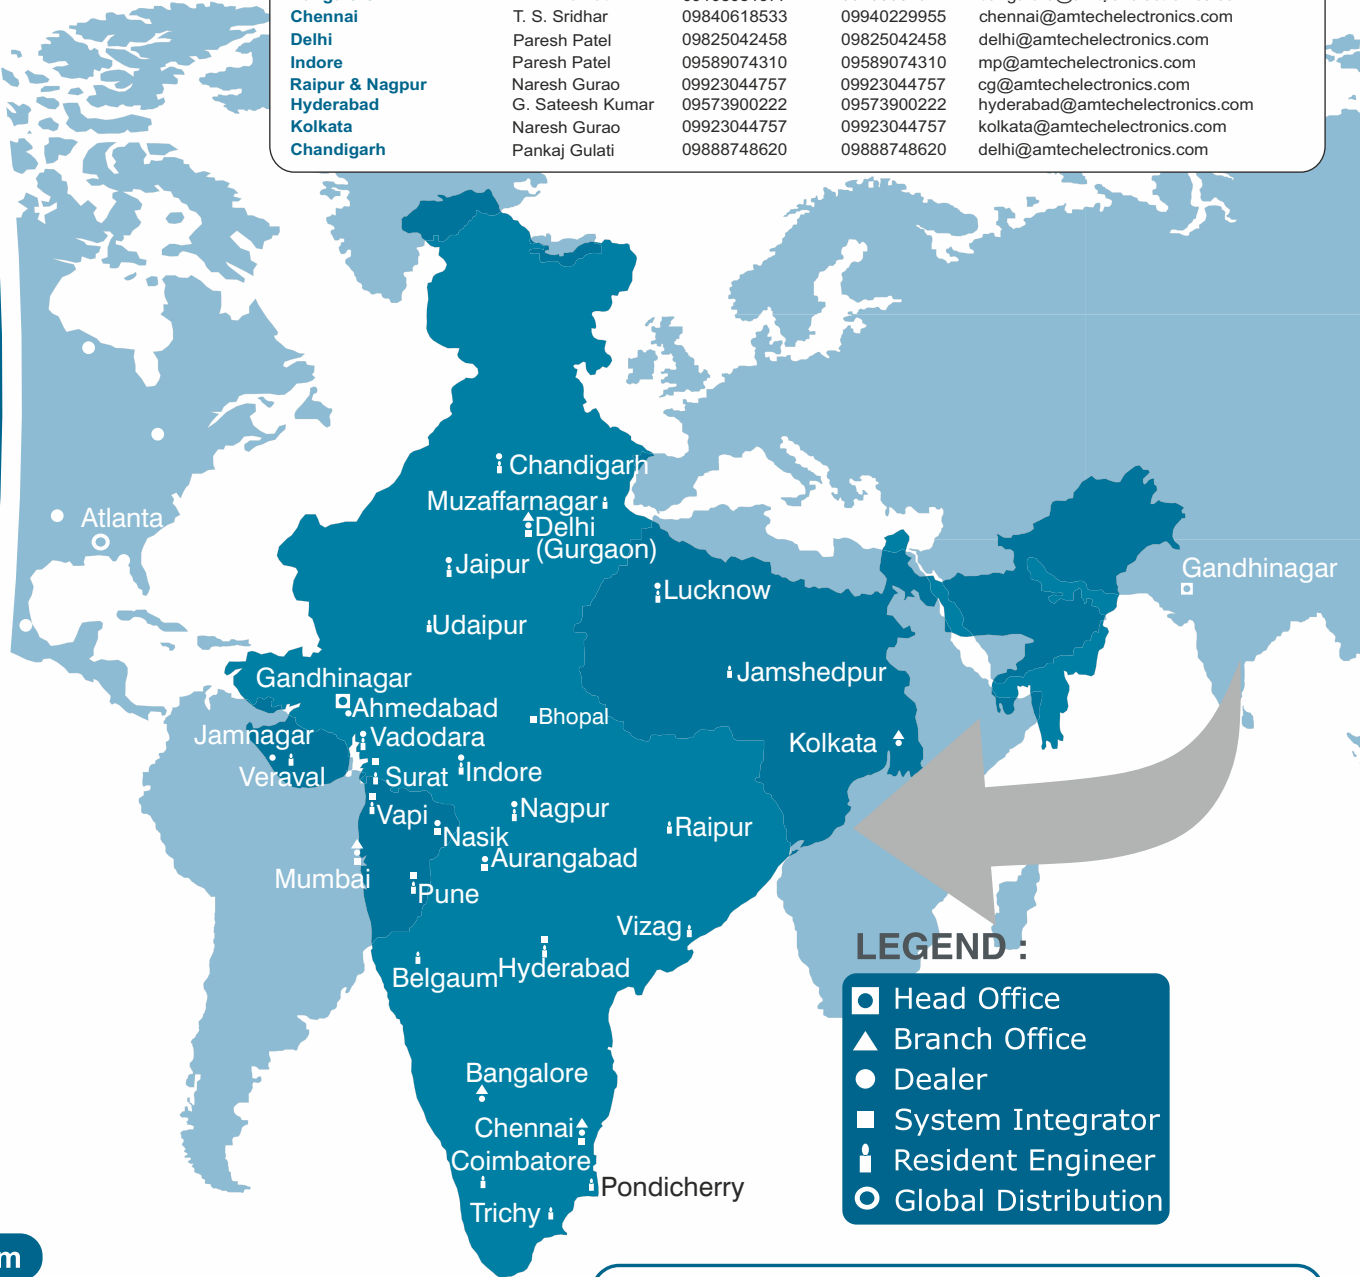 Chennai T. S. Sridhar 09840618533 09940229955 chennai@amtechelectronics.com
Delhi Paresh Patel 09825042458 09825042458 delhi@amtechelectronics.com
Indore Paresh Patel 09589074310 09589074310 mp@amtechelectronics.com
Raipur & Nagpur Naresh Gurao 09923044757 09923044757 cg@amtechelectronics.com
Hyderabad G. Sateesh Kumar 09573900222 09573900222 hyderabad@amtechelectronics.com
Kolkata Naresh Gurao 09923044757 09923044757 kolkata@amtechelectronics.com
Chandigarh Pankaj Gulati 09888748620 09888748620 delhi@amtechelectronics.com
Chandigarh
Muzaffarnagar
Atlanta
Delhi
(Gurgaon)
Jaipur
Gandhinagar
Lucknow
Udaipur
Jamshedpur
Gandhinagar
Ahmedabad
Bhopal
Jamnagar
Vadodara
Kolkata
Veraval
Surat
Indore
Vapi
Nagpur
Raipur
Nasik
Aurangabad
Mumbai
Pune
Vizag
Belgaum
Hyderabad
LEGEND :
Head Office
Branch Office
Dealer
System Integrator
Resident Engineer
Global Distribution
Bangalore
Chennai
Coimbatore
Pondicherry
Trichy
m